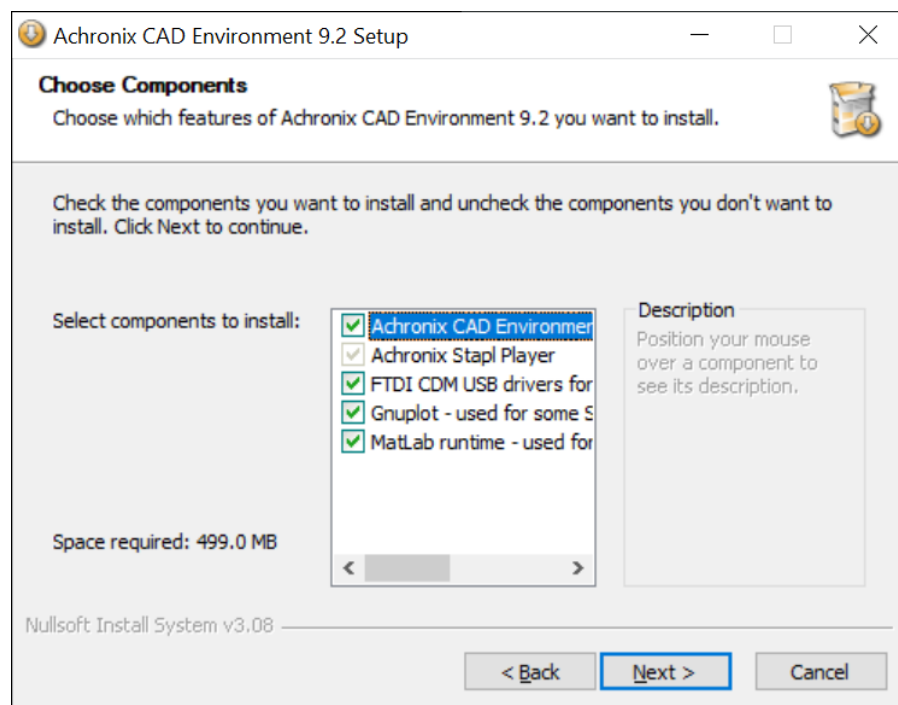 Achronix CAD Environment 9.2 Setup
Choose Components
Choose which features of Achronix CAD Environment 9.2 you want to install.
Check the components you want to install and uncheck the components you don't want to
install. Click Next to continue.
Select components to install:
Achronix CAD Environmen
Achronix Stapl Player
FTDI CDM USB drivers for
Gnuplot - used for some S
MatLab runtime - used for
Description
Position your mouse
over a component to
see its description.
Space required: 499.0 MB
Nullsoft Install System v3.08
< Back
Next >
Cancel